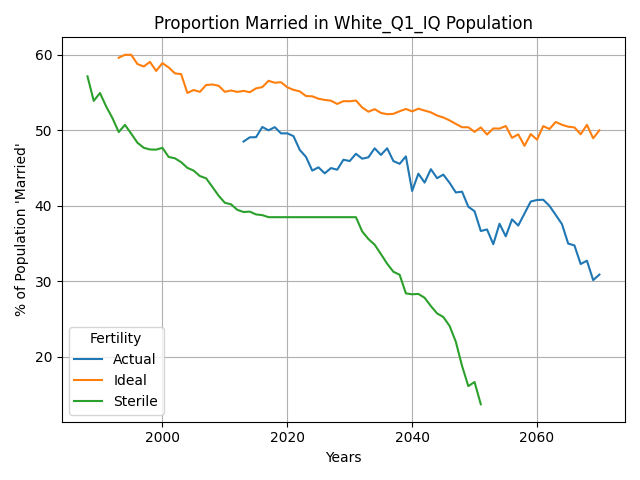 Proportion Married in White_Q1_IQ Population
% of Population 'Married'
60
50
40
30
20
Fertility
Actual
Ideal
Sterile
2000 2020 2040 2060
Years